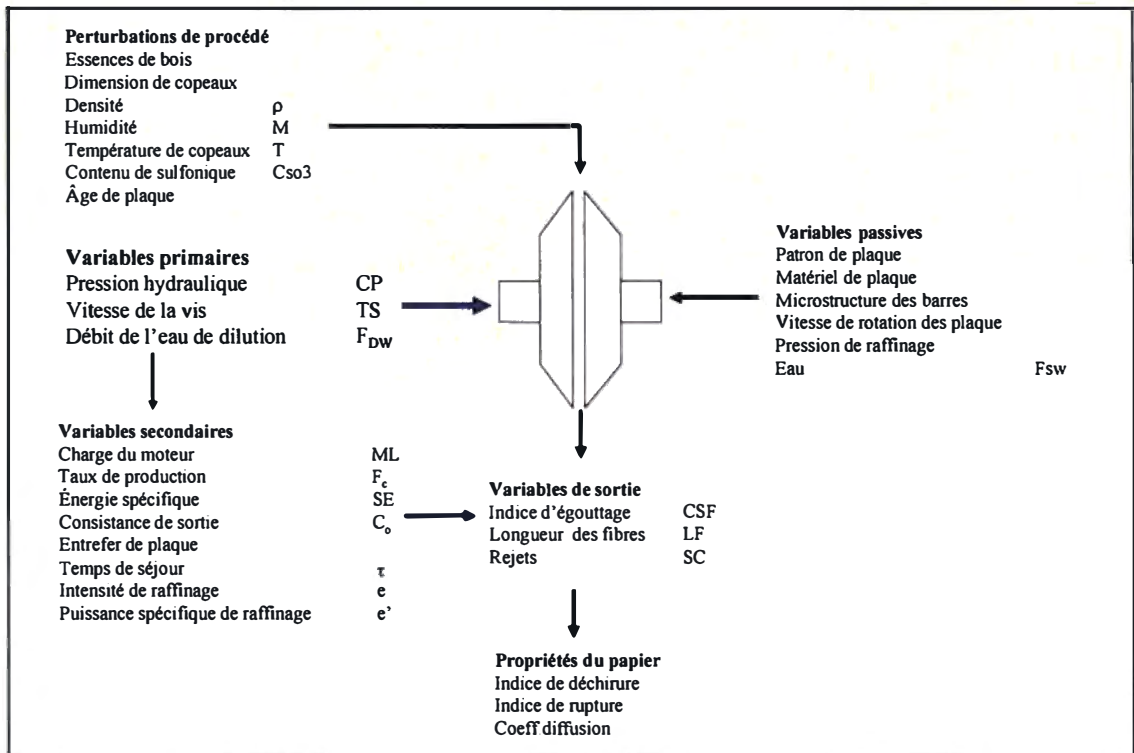 Perturbations de procédé
Essences de bois
Dimension de copeaux
Densité ρ
Humidité M
Température de copeaux T
Contenu de sulfonique Cso3
Âge de plaque
Variables primaires
Pression hydraulique CP
Vitesse de la vis TS
Débit de l'eau de dilution F_DW
Variables passives
Patron de plaque
Matériel de plaque
Microstructure des barres
Vitesse de rotation des plaque
Pression de raffinage
Eau Fsw
Variables secondaires
Charge du moteur ML
Taux de production F_c
Énergie spécifique SE
Consistance de sortie C_o
Entrefer de plaque
Temps de séjour τ
Intensité de raffinage e
Puissance spécifique de raffinage e'
Variables de sortie
Indice d'égouttage CSF
Longueur des fibres LF
Rejets SC
Propriétés du papier
Indice de déchirure
Indice de rupture
Coeff diffusion